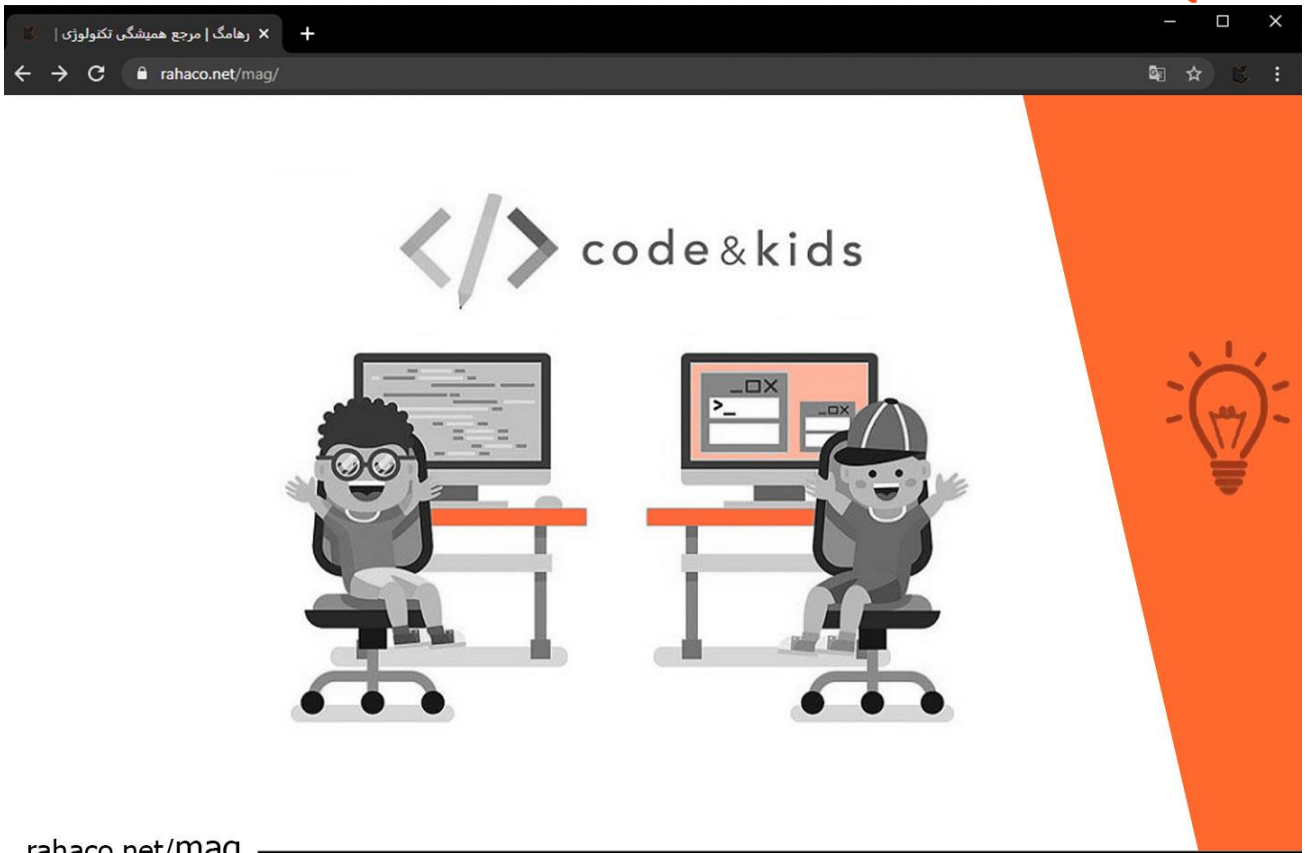 رهامگ | مرجع همیشگی تکنولوژی |
rahaco.net/mag/
code & kids
_□X
>_
_□X
rahaco.net/mag